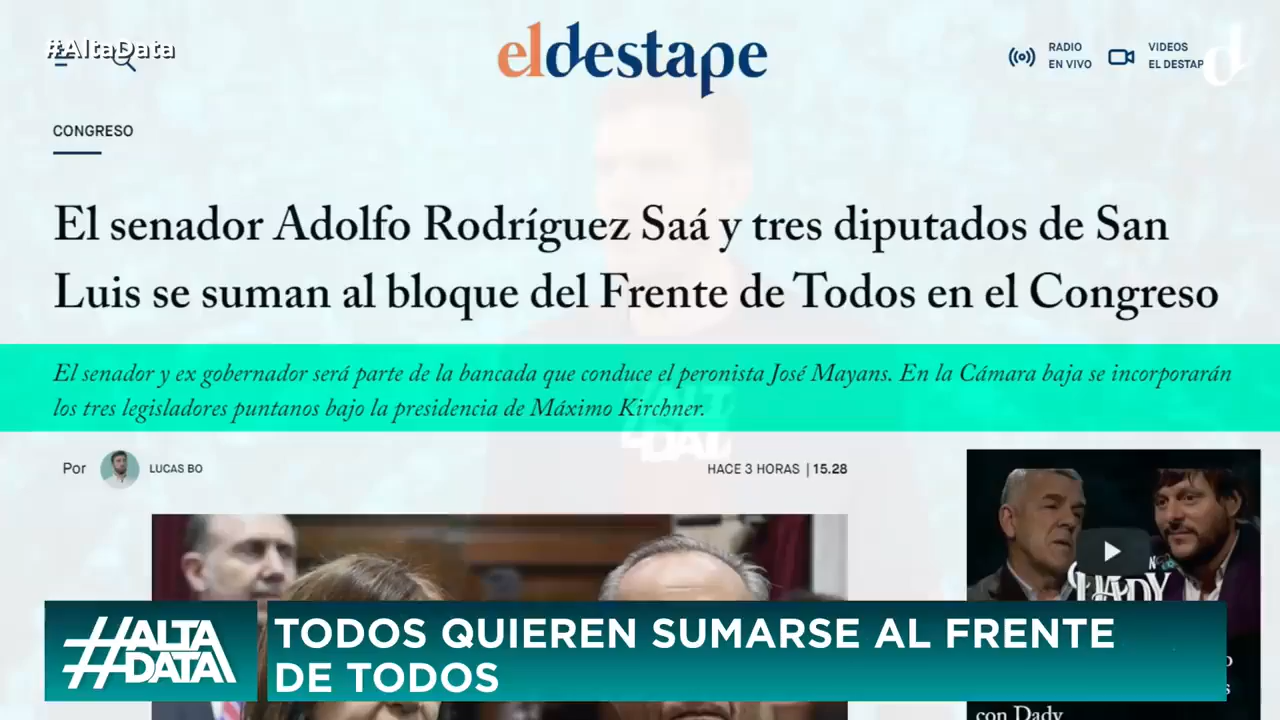 #AltaData
eldestape
RADIO
EN VIVO
VIDEOS
EL DESTAP
CONGRESO
El senador Adolfo Rodríguez Saá y tres diputados de San
Luis se suman al bloque del Frente de Todos en el Congreso
El senador y ex gobernador será parte de la bancada que conduce el peronista José Mayans. En la Cámara baja se incorporarán
los tres legisladores puntanos bajo la presidencia de Máximo Kirchner.
Por LUCAS BO
HACE 3 HORAS | 15.28
DADY
#ALTA
DATA
TODOS QUIEREN SUMARSE AL FRENTE
DE TODOS
con Dady